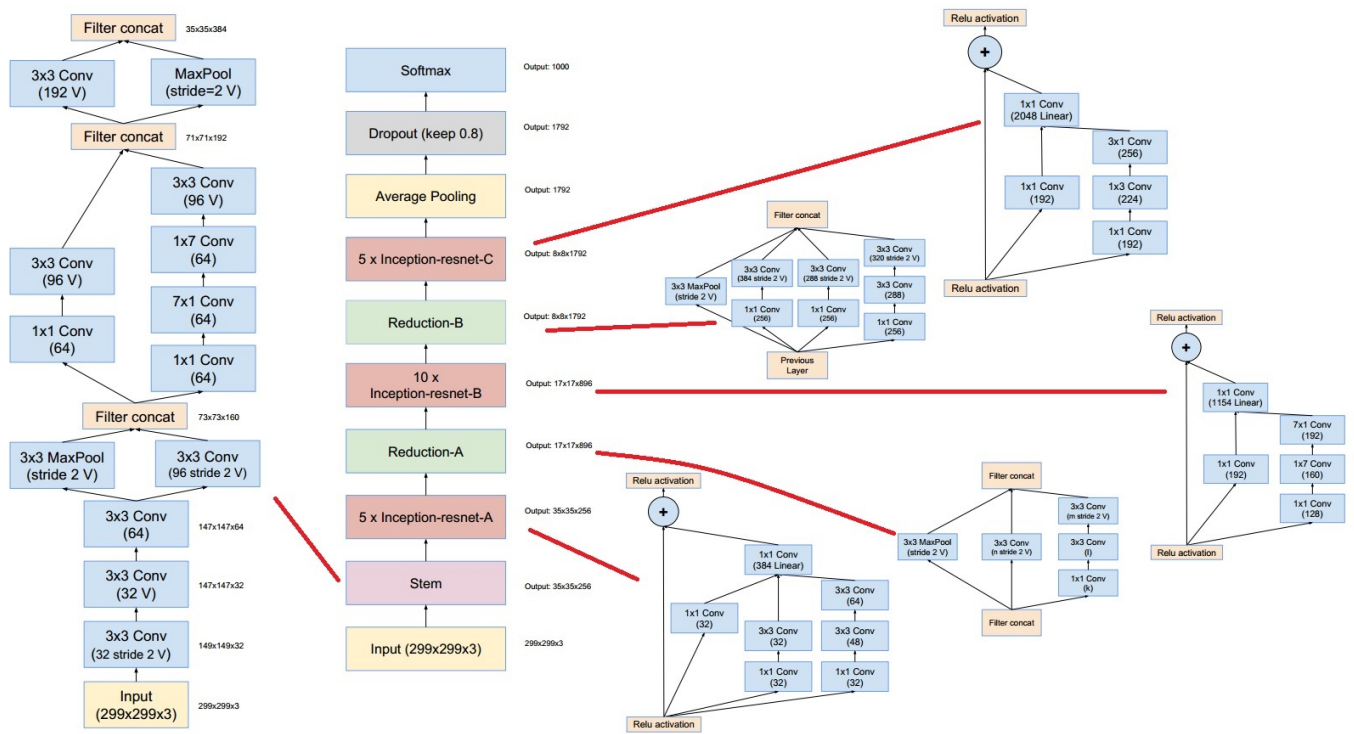 Filter concat
35x35x384
3x3 Conv
(192 V)
MaxPool
(stride=2 V)
Filter concat
71x71x192
3x3 Conv
(96 V)
1x7 Conv
(64)
3x3 Conv
(96 V)
7x1 Conv
(64)
1x1 Conv
(64)
1x1 Conv
(64)
Filter concat
73x73x160
3x3 MaxPool
(stride 2 V)
3x3 Conv
(96 stride 2 V)
3x3 Conv
(64)
147x147x64
3x3 Conv
(32 V)
147x147x32
3x3 Conv
(32 stride 2 V)
149x149x32
Input
(299x299x3)
299x299x3
Softmax
Output: 1000
Dropout (keep 0.8)
Output: 1792
Average Pooling
Output: 1792
5 x Inception-resnet-C
Output: 8x8x1792
Reduction-B
Output: 8x8x1792
10 x
Inception-resnet-B
Output: 17x17x896
Reduction-A
Output: 17x17x896
5 x Inception-resnet-A
Output: 35x35x256
Stem
Output: 35x35x256
Input (299x299x3)
299x299x3
Relu activation
+
1x1 Conv
(2048 Linear)
3x1 Conv
(256)
1x1 Conv
(192)
1x3 Conv
(224)
1x1 Conv
(192)
Relu activation
Filter concat
3x3 Conv
(320 stride 2 V)
3x3 MaxPool
(stride 2 V)
3x3 Conv
(384 stride 2 V)
3x3 Conv
(288 stride 2 V)
3x3 Conv
(288)
1x1 Conv
(256)
1x1 Conv
(256)
1x1 Conv
(256)
Previous
Layer
Relu activation
+
1x1 Conv
(1154 Linear)
7x1 Conv
(192)
1x1 Conv
(192)
1x7 Conv
(160)
1x1 Conv
(128)
Relu activation
Filter concat
3x3 Conv
(m stride 2 V)
3x3 MaxPool
(stride 2 V)
3x3 Conv
(n stride 2 V)
3x3 Conv
(l)
1x1 Conv
(k)
Filter concat
Relu activation
+
1x1 Conv
(384 Linear)
3x3 Conv
(64)
1x1 Conv
(32)
3x3 Conv
(32)
3x3 Conv
(48)
1x1 Conv
(32)
1x1 Conv
(32)
Relu activation